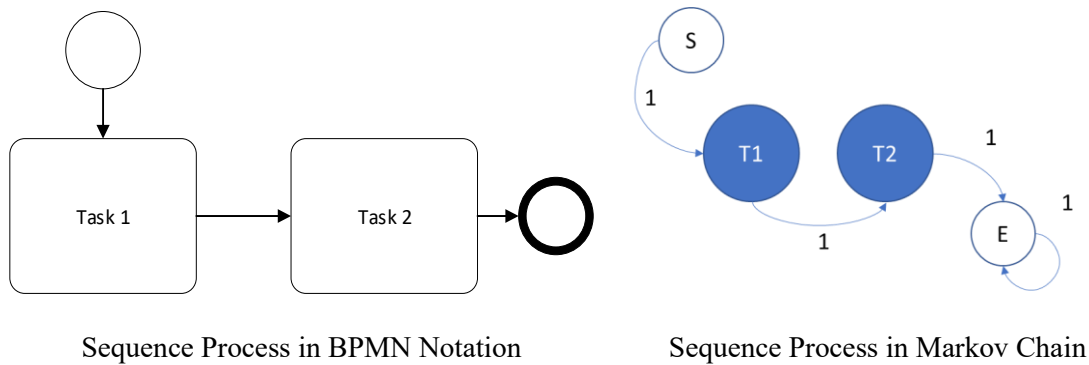 Task 1
Task 2
S
1
T1
T2
1
1
E
1
Sequence Process in BPMN Notation
Sequence Process in Markov Chain